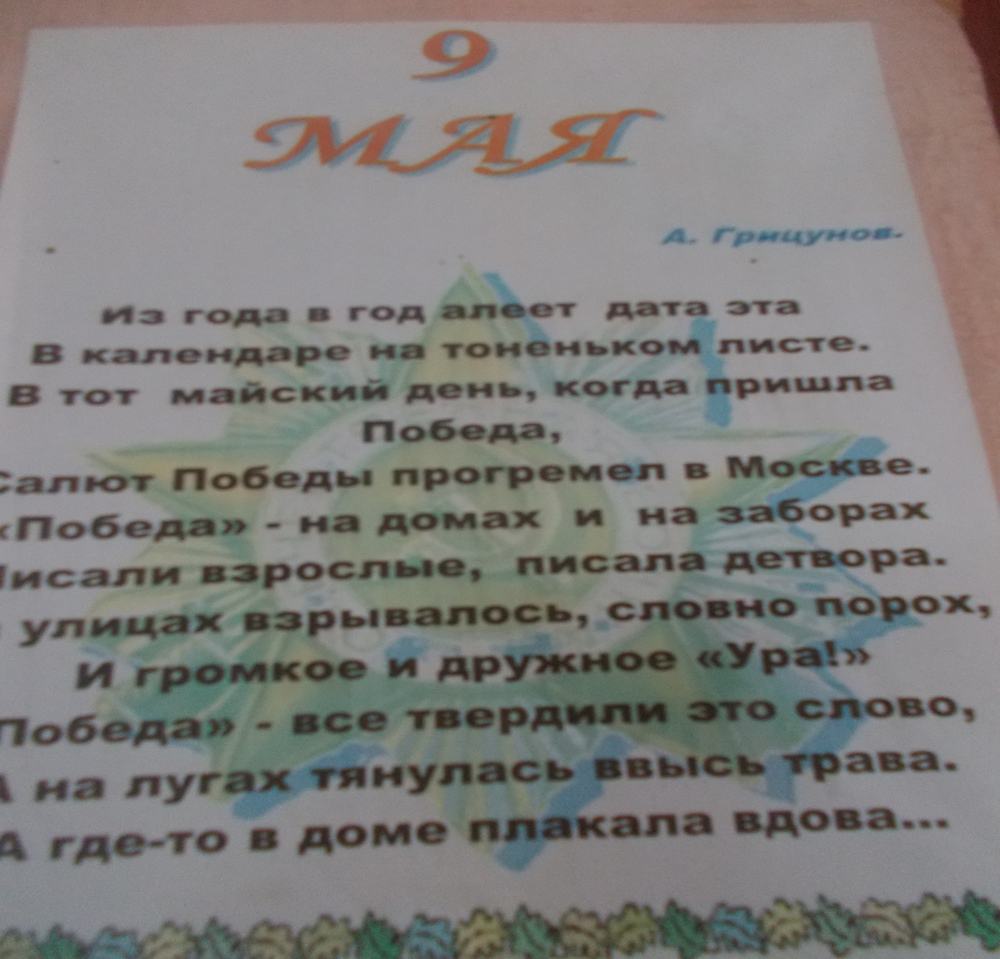 9
МАЯ
А. Грицунов.
Из года в год алеет дата эта
В календаре на тоненьком листе.
В тот майский день, когда пришла
Победа,
Салют Победы прогремел в Москве.
«Победа» - на домах и на заборах
Писали взрослые, писала детвора.
улицах взрывалось, словно порох,
И громкое и дружное «Ура!»
Победа» - все твердили это слово,
А на лугах тянулась ввысь трава.
А где-то в доме плакала вдова...